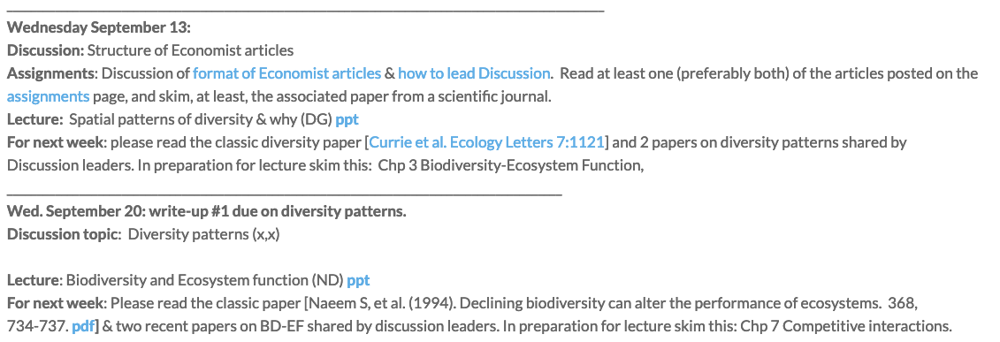 Wednesday September 13:
Discussion: Structure of Economist articles
Assignments: Discussion of format of Economist articles & how to lead Discussion.  Read at least one (preferably both) of the articles posted on the
assignments page, and skim, at least, the associated paper from a scientific journal.
Lecture:  Spatial patterns of diversity & why (DG) ppt
For next week: please read the classic diversity paper [Currie et al. Ecology Letters 7:1121] and 2 papers on diversity patterns shared by
Discussion leaders. In preparation for lecture skim this:  Chp 3 Biodiversity-Ecosystem Function,
Wed. September 20: write-up #1 due on diversity patterns.
Discussion topic:  Diversity patterns (x,x)
Lecture: Biodiversity and Ecosystem function (ND) ppt
For next week: Please read the classic paper [Naeem S, et al. (1994). Declining biodiversity can alter the performance of ecosystems.  368,
734-737. pdf] & two recent papers on BD-EF shared by discussion leaders. In preparation for lecture skim this: Chp 7 Competitive interactions.